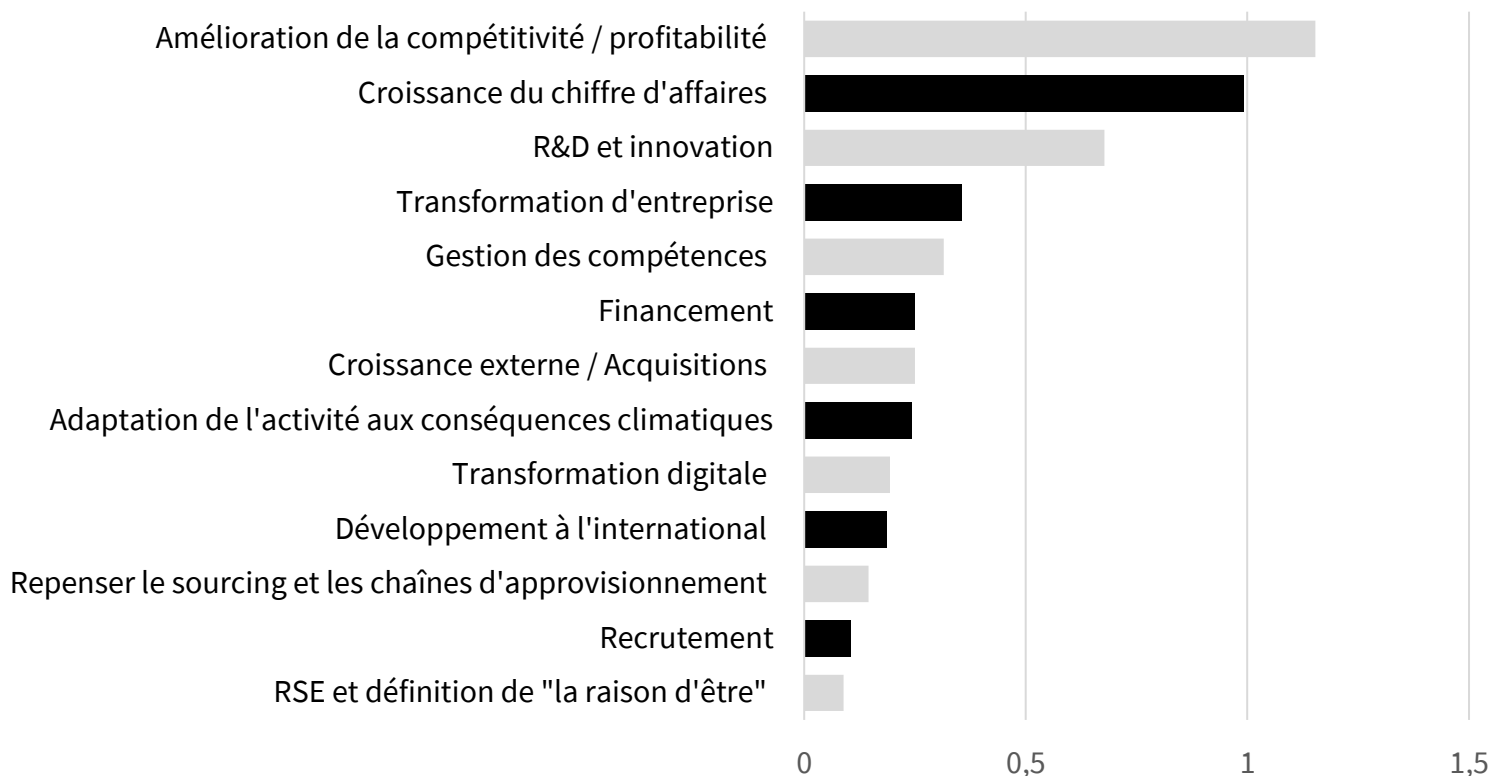 Amélioration de la compétitivité / profitabilité
Croissance du chiffre d'affaires
R&D et innovation
Transformation d'entreprise
Gestion des compétences
Financement
Croissance externe / Acquisitions
Adaptation de l'activité aux conséquences climatiques
Transformation digitale
Développement à l'international
Repenser le sourcing et les chaînes d'approvisionnement
Recrutement
RSE et définition de "la raison d'être"
0 0,5 1 1,5